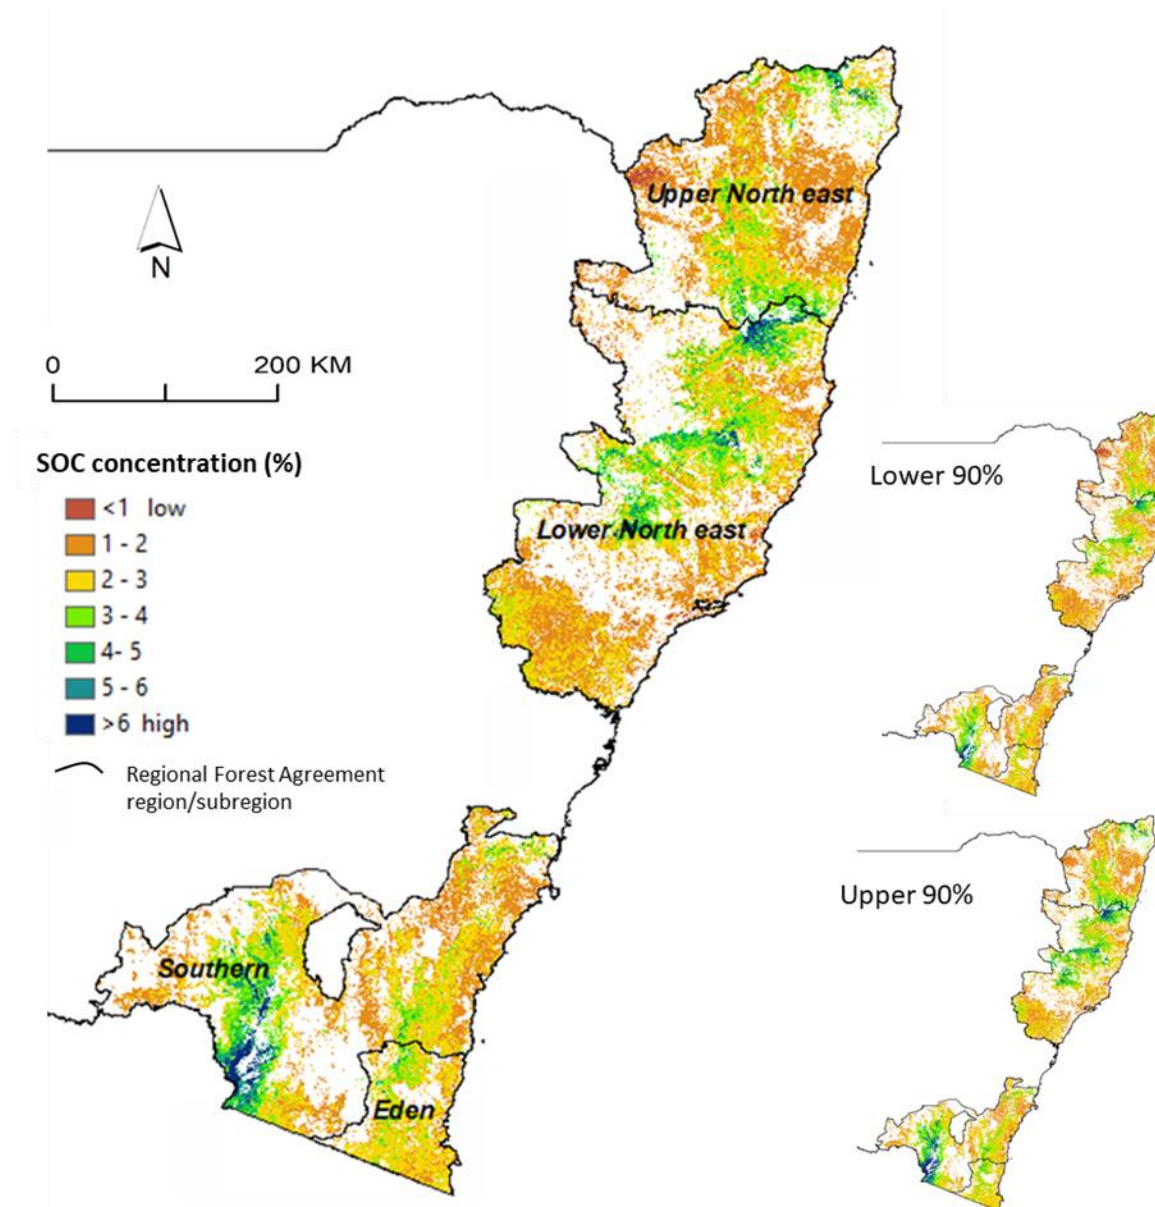 Upper North east
N
0 200 KM
SOC concentration (%)
<1 low
1 - 2
2 - 3
3 - 4
4- 5
5 - 6
>6 high
Regional Forest Agreement
region/subregion
Lower North east
Southern
Eden
Lower 90%
Upper 90%